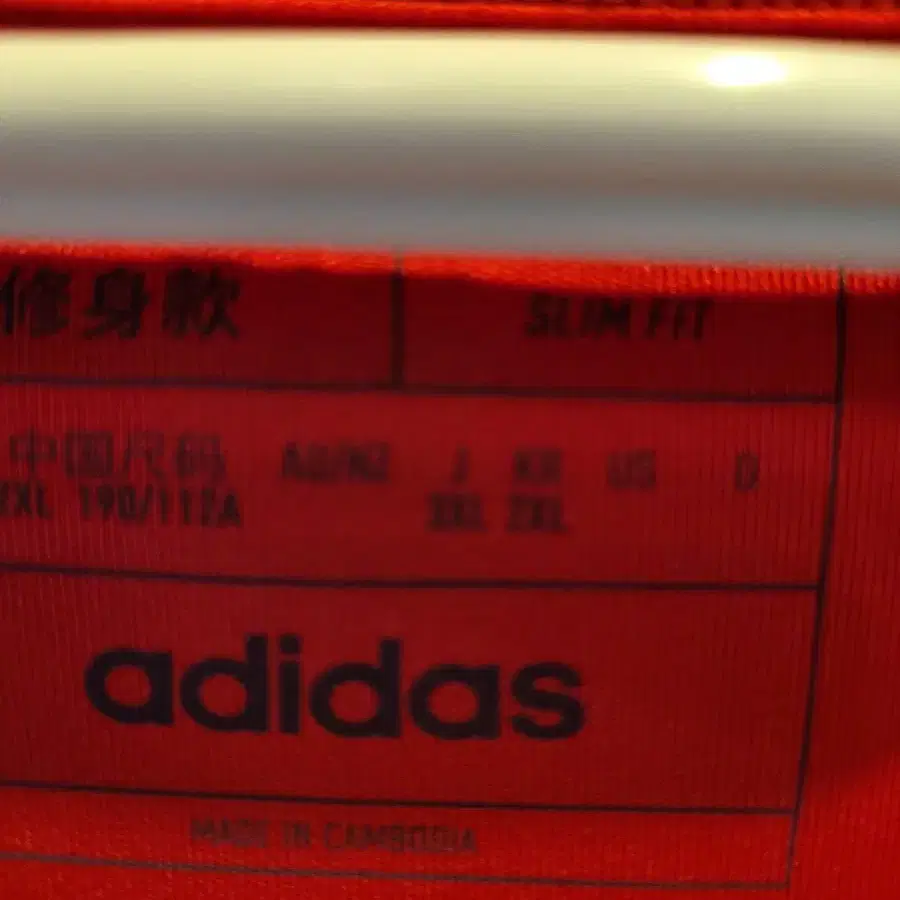 修身款 SLIM FIT
中国尺码 AU/NZ J KR US D
2XL 190/112A 3XL 2XL
adidas
MADE IN CAMBODIA